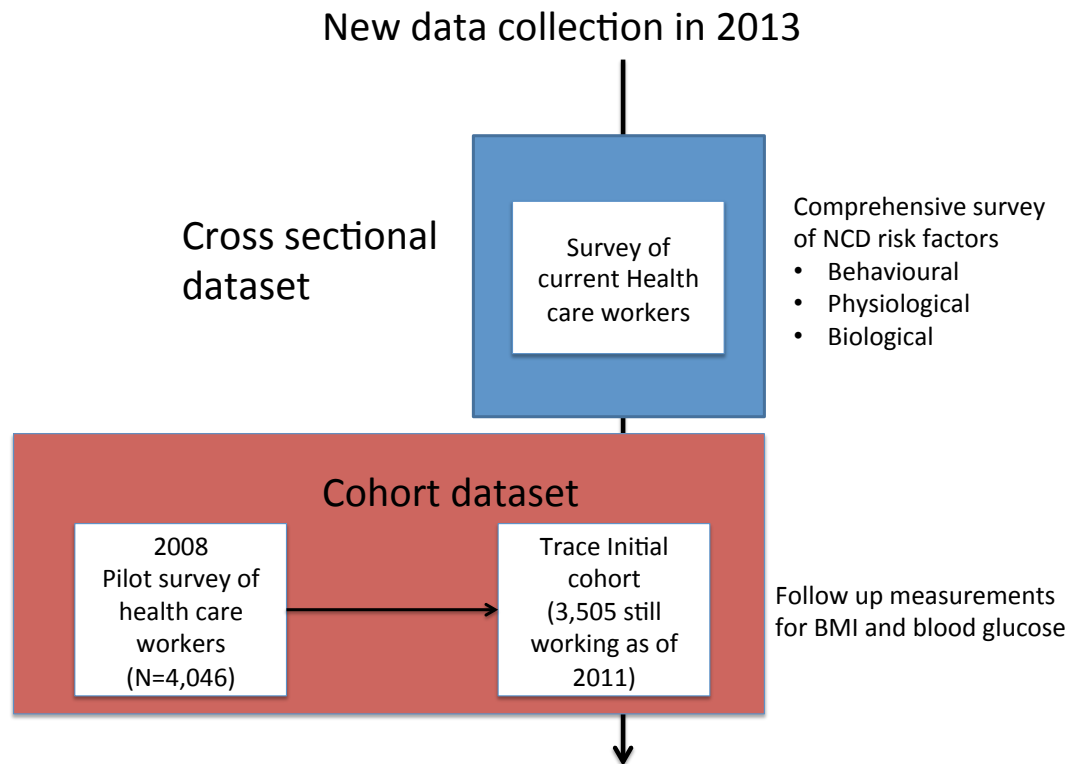 New data collection in 2013
Cross sectional
dataset
Survey of
current Health
care workers
Comprehensive survey
of NCD risk factors
• Behavioural
• Physiological
• Biological
Cohort dataset
2008
Pilot survey of
health care
workers
(N=4,046)
Trace Initial
cohort
(3,505 still
working as of
2011)
Follow up measurements
for BMI and blood glucose